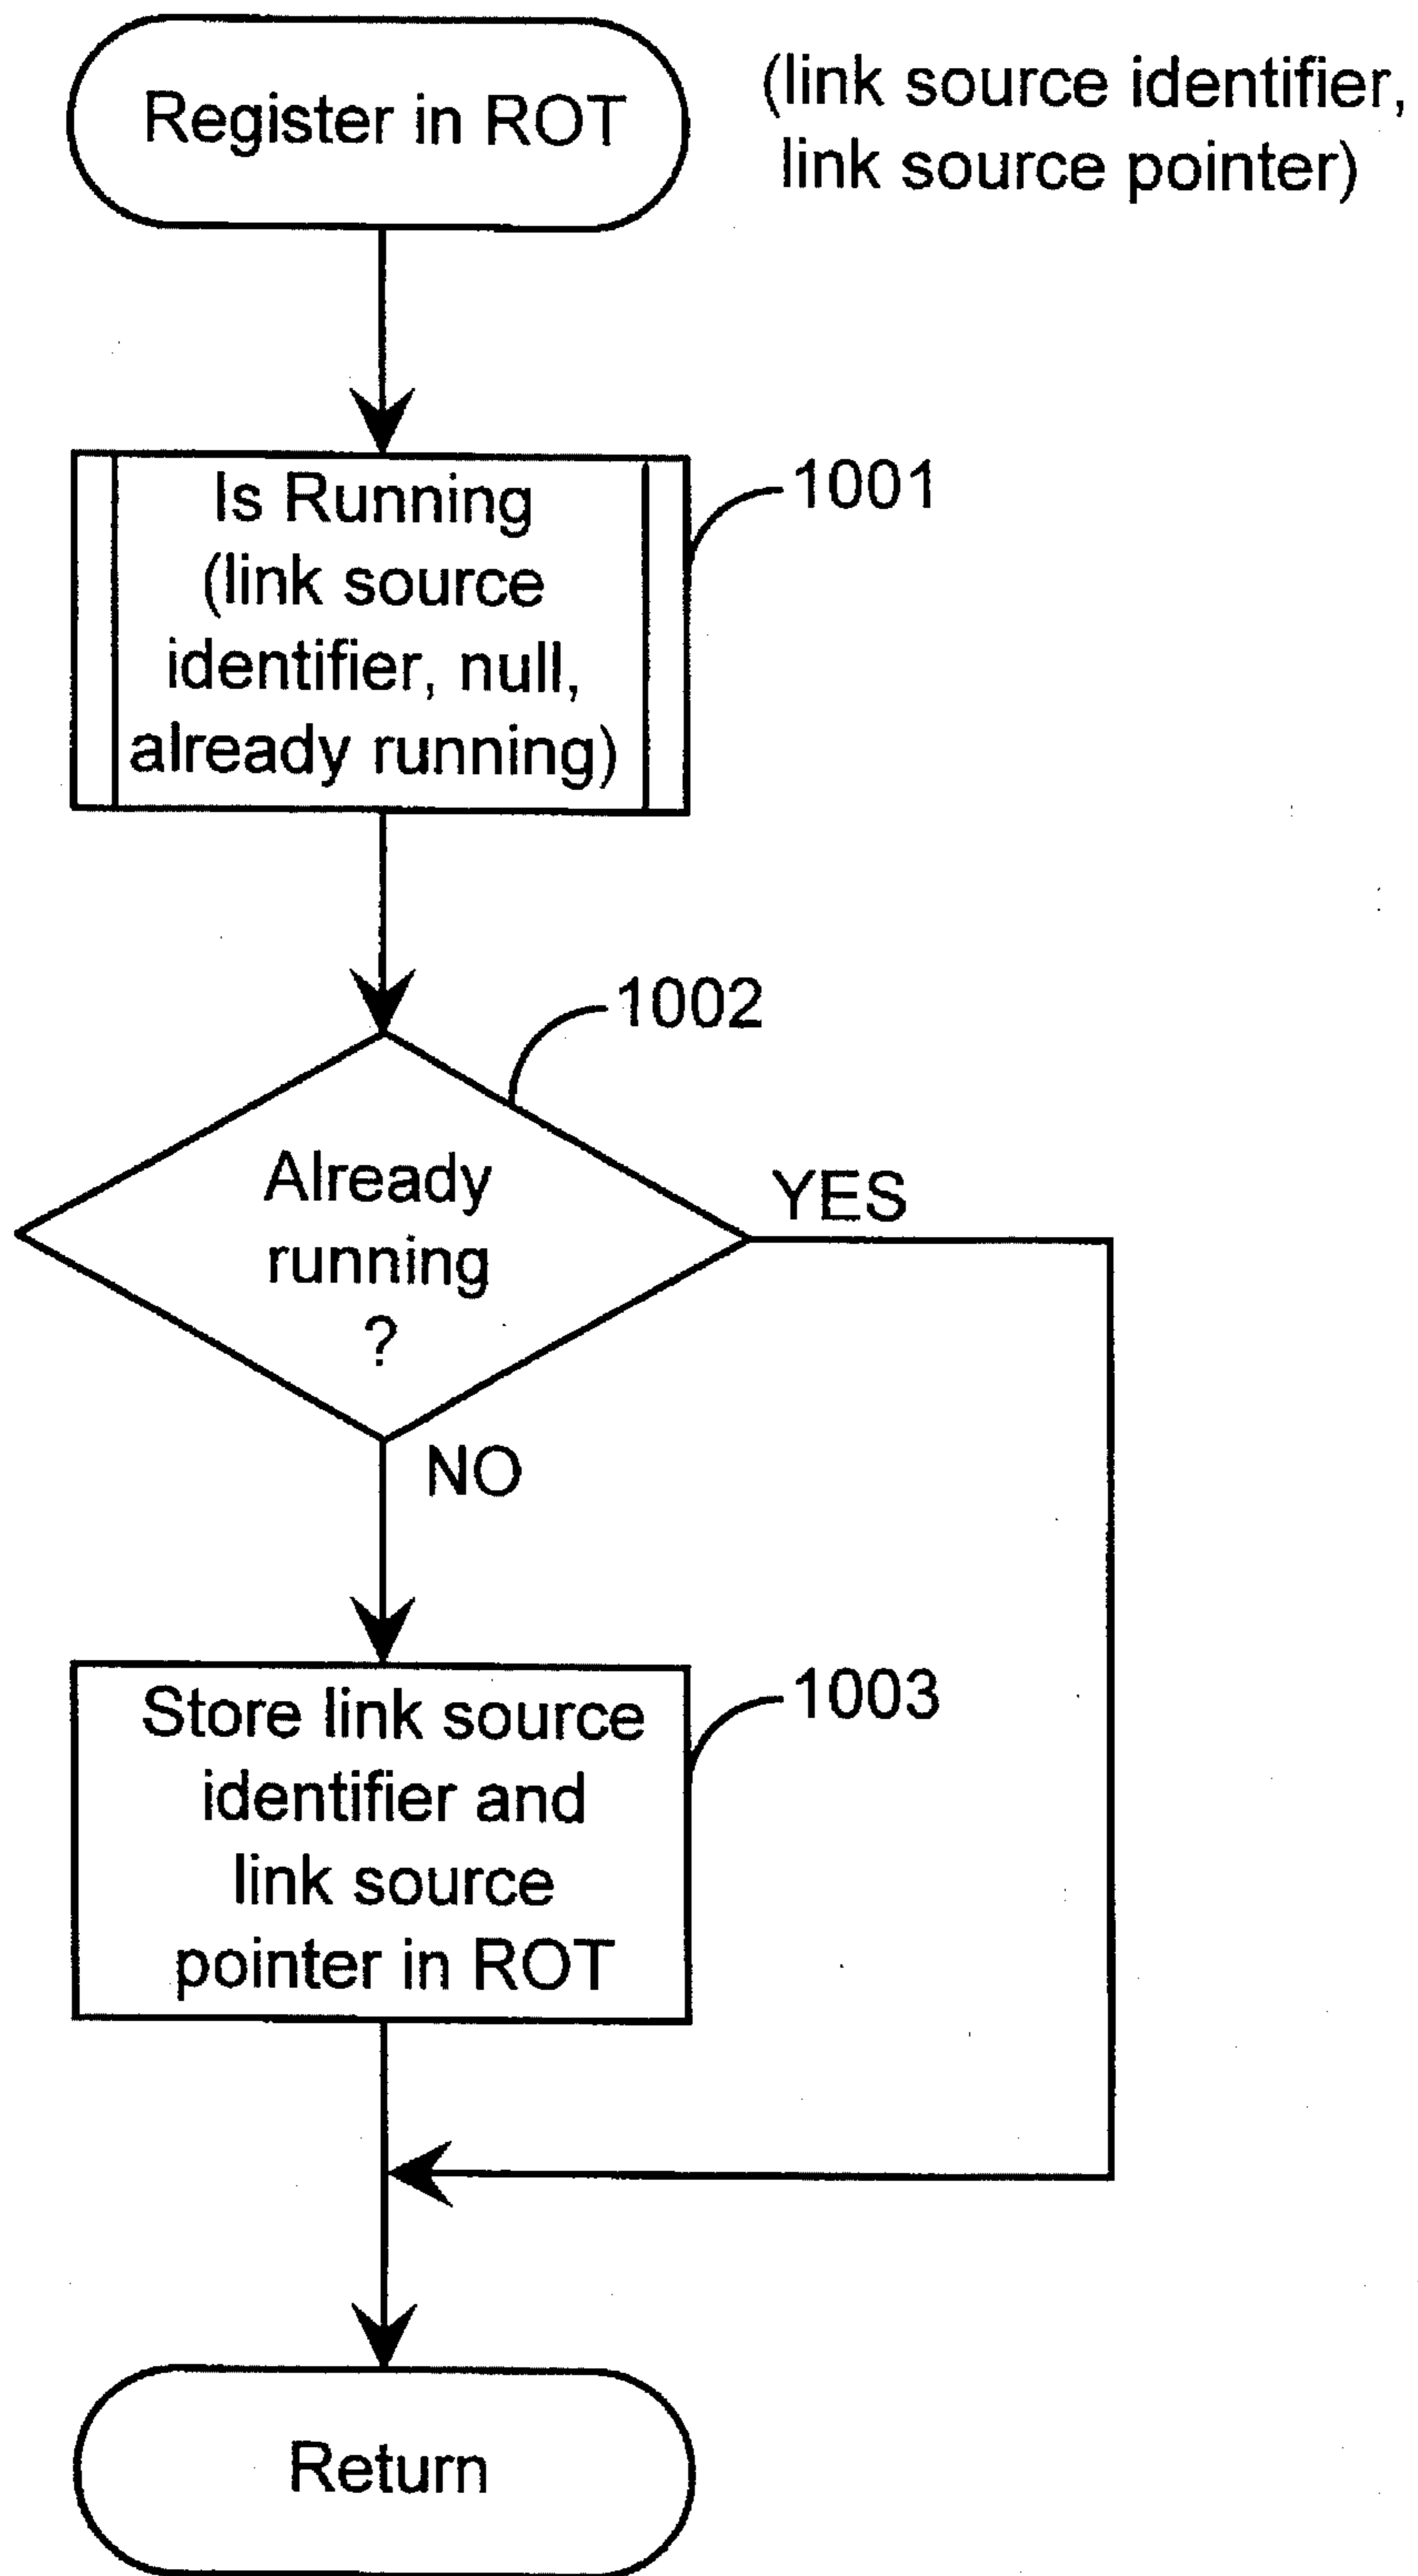 Register in ROT
(link source identifier,
link source pointer)
Is Running
(link source
identifier, null,
already running)
1001
1002
Already
running
?
YES
NO
Store link source
identifier and
link source
pointer in ROT
1003
Return